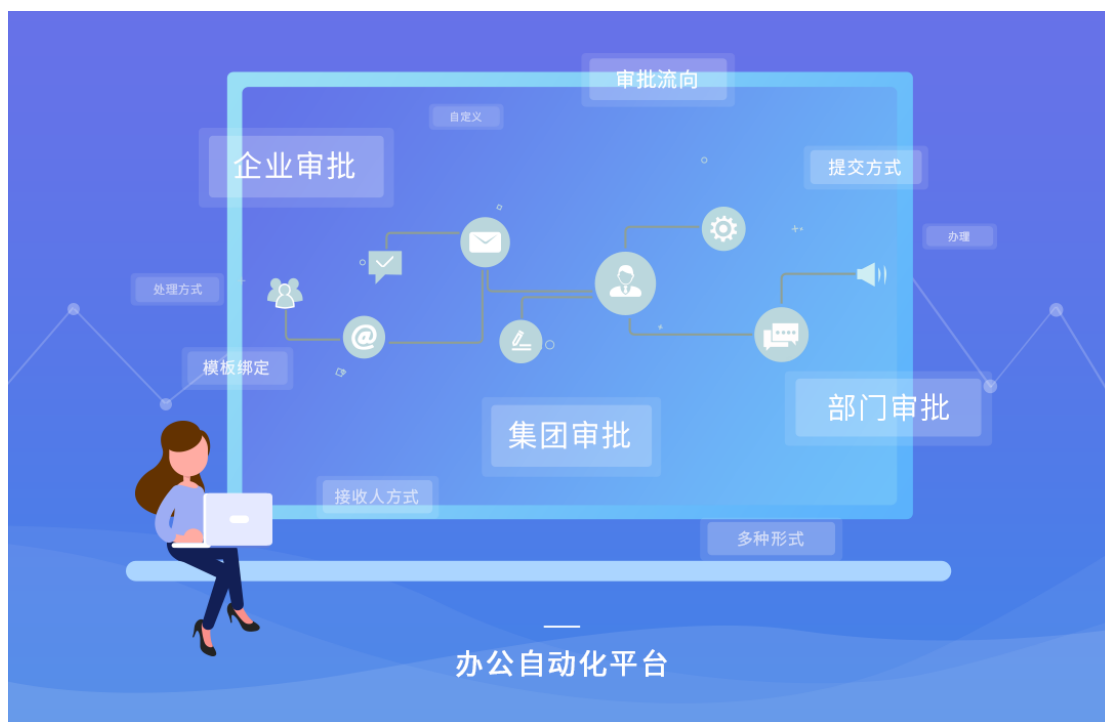 审批流向
自定义
企业审批
提交方式
办理
处理方式
模板绑定
部门审批
集团审批
接收人方式
多种形式
办公自动化平台